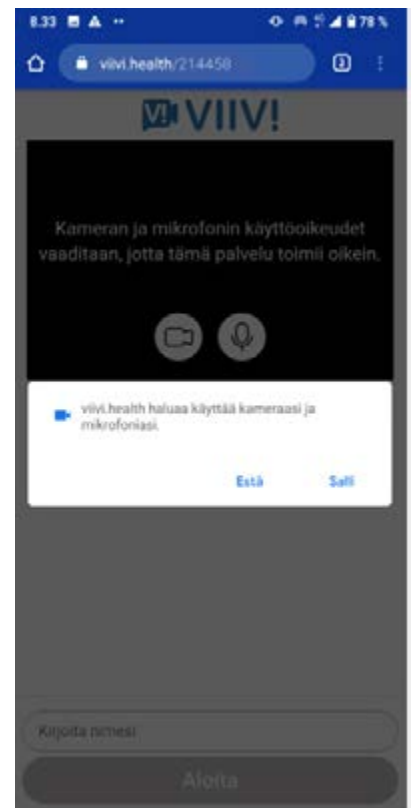 8.33
78 %
viivi.health/214458
2
V! VIIV!
Kameran ja mikrofonin käyttöoikeudet
vaaditaan, jotta tämä palvelu toimii oikein.
viivi.health haluaa käyttää kameraasi ja
mikrofoniasi.
Estä Salli
Kirjoita nimesi
Aloita